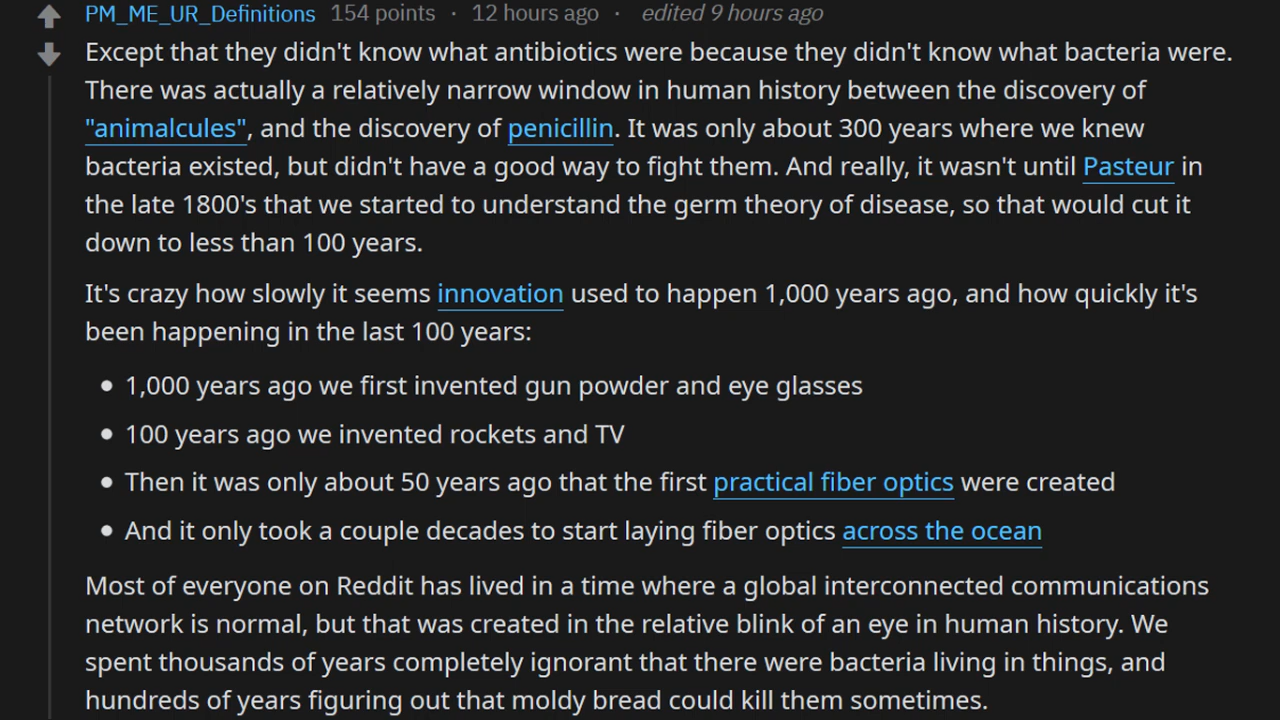 PM_ME_UR_Definitions 154 points · 12 hours ago · edited 9 hours ago
Except that they didn't know what antibiotics were because they didn't know what bacteria were.
There was actually a relatively narrow window in human history between the discovery of
"animalcules", and the discovery of penicillin. It was only about 300 years where we knew
bacteria existed, but didn't have a good way to fight them. And really, it wasn't until Pasteur in
the late 1800's that we started to understand the germ theory of disease, so that would cut it
down to less than 100 years.
It's crazy how slowly it seems innovation used to happen 1,000 years ago, and how quickly it's
been happening in the last 100 years:
• 1,000 years ago we first invented gun powder and eye glasses
• 100 years ago we invented rockets and TV
• Then it was only about 50 years ago that the first practical fiber optics were created
• And it only took a couple decades to start laying fiber optics across the ocean
Most of everyone on Reddit has lived in a time where a global interconnected communications
network is normal, but that was created in the relative blink of an eye in human history. We
spent thousands of years completely ignorant that there were bacteria living in things, and
hundreds of years figuring out that moldy bread could kill them sometimes.